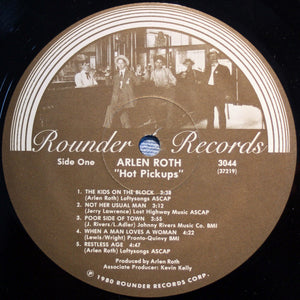 Rounder Records
Side One
ARLEN ROTH
"Hot Pickups"
3044
(37219)
1. THE KIDS ON THE BLOCK 3:38
(Arlen Roth) Loftysongs ASCAP
2. NOT HER USUAL MAN 3:12
(Jerry Lawrence) Lost Highway Music ASCAP
3. POOR SIDE OF TOWN 3:55
(J. Rivers/L.Adler) Johnny Rivers Music Co. BMI
4. WHEN A MAN LOVES A WOMAN 4:22
(Lewis/Wright) Pronto-Quinvy BMI
5. RESTLESS AGE 4:47
(Arlen Roth) Loftysongs ASCAP
Produced by Arlen Roth
Associate Producer: Kevin Kelly
© 1980 ROUNDER RECORDS CORP.